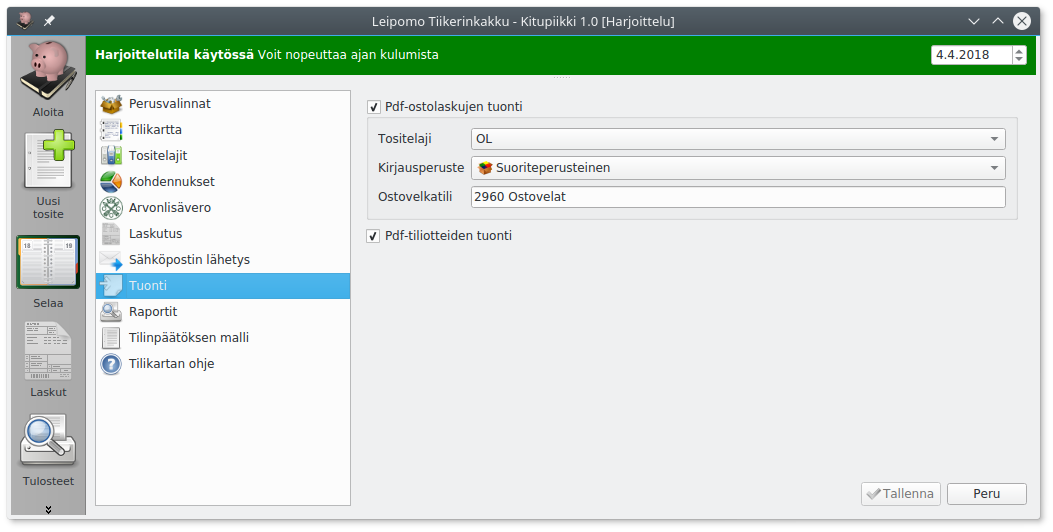 Leipomo Tiikerinkakku - Kitupiikki 1.0 [Harjoittelu]
Harjoittelutila käytössä Voit nopeuttaa ajan kulumista
4.4.2018
Aloita
Uusi
tosite
18 19
Selaa
Laskut
Tulosteet
Perusvalinnat
Tilikartta
Tositelajit
Kohdennukset
Arvonlisävero
Laskutus
Sähköpostin lähetys
Tuonti
Raportit
Tilinpäätöksen malli
Tilikartan ohje
Pdf-ostolaskujen tuonti
Tositelaji OL
Kirjausperuste Suoriteperusteinen
Ostovelkatili 2960 Ostovelat
Pdf-tiliotteiden tuonti
Tallenna Peru